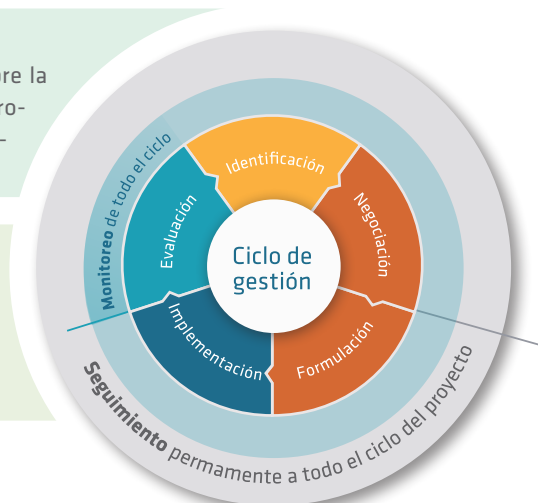 re la
ro-
-
Monitoreo de todo el ciclo
Identificación
Negociación
Formulación
Implementación
Evaluación
Ciclo de
gestión
Seguimiento permamente a todo el ciclo del proyecto